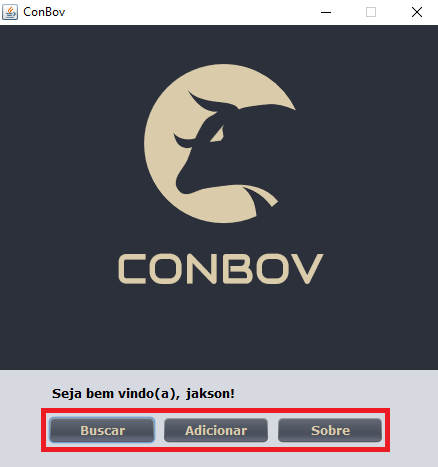 ConBov
CONBOV
Seja bem vindo(a), jakson!
Buscar Adicionar Sobre